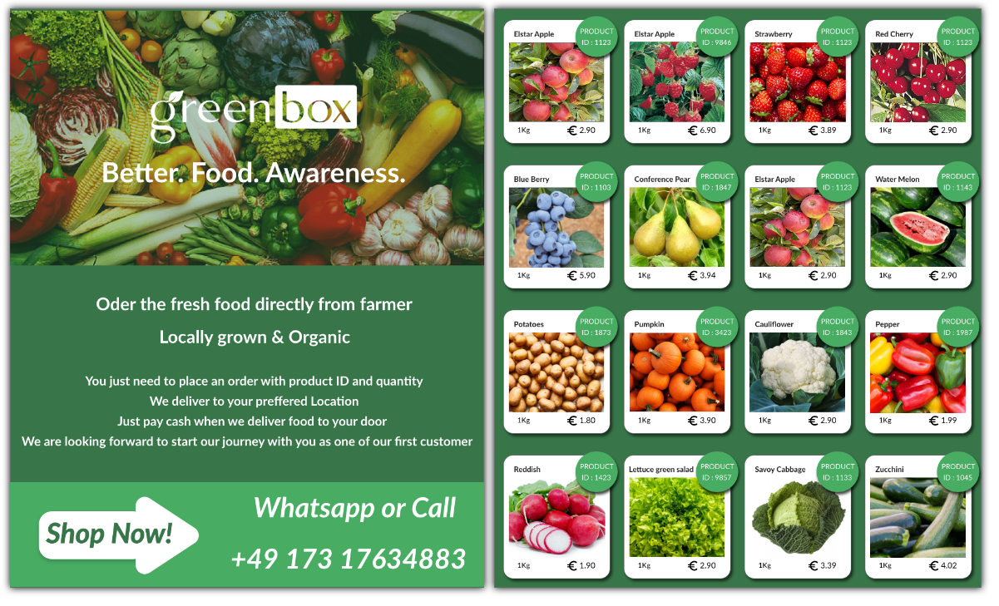 greenbox
Better. Food. Awareness.
Oder the fresh food directly from farmer
Locally grown & Organic
You just need to place an order with product ID and quantity
We deliver to your preffered Location
Just pay cash when we deliver food to your door
We are looking forward to start our journey with you as one of our first customer
Shop Now!
Whatsapp or Call
+49 173 17634883
Elstar Apple
PRODUCT
ID : 1123
1Kg
€ 2.90
Elstar Apple
PRODUCT
ID : 9846
1Kg
€ 6.90
Strawberry
PRODUCT
ID : 1123
1Kg
€ 3.89
Red Cherry
PRODUCT
ID : 1123
1Kg
€ 2.90
Blue Berry
PRODUCT
ID : 1103
1Kg
€ 5.90
Conference Pear
PRODUCT
ID : 1847
1Kg
€ 3.94
Elstar Apple
PRODUCT
ID : 1123
1Kg
€ 2.90
Water Melon
PRODUCT
ID : 1143
1Kg
€ 2.90
Potatoes
PRODUCT
ID : 1873
1Kg
€ 1.80
Pumpkin
PRODUCT
ID : 3423
1Kg
€ 3.90
Cauliflower
PRODUCT
ID : 1843
1Kg
€ 2.90
Pepper
PRODUCT
ID : 1987
1Kg
€ 1.99
Reddish
PRODUCT
ID : 1423
1Kg
€ 1.90
Lettuce green salad
PRODUCT
ID : 9857
1Kg
€ 2.90
Savoy Cabbage
PRODUCT
ID : 1133
1Kg
€ 3.39
Zucchini
PRODUCT
ID : 1045
1Kg
€ 4.02